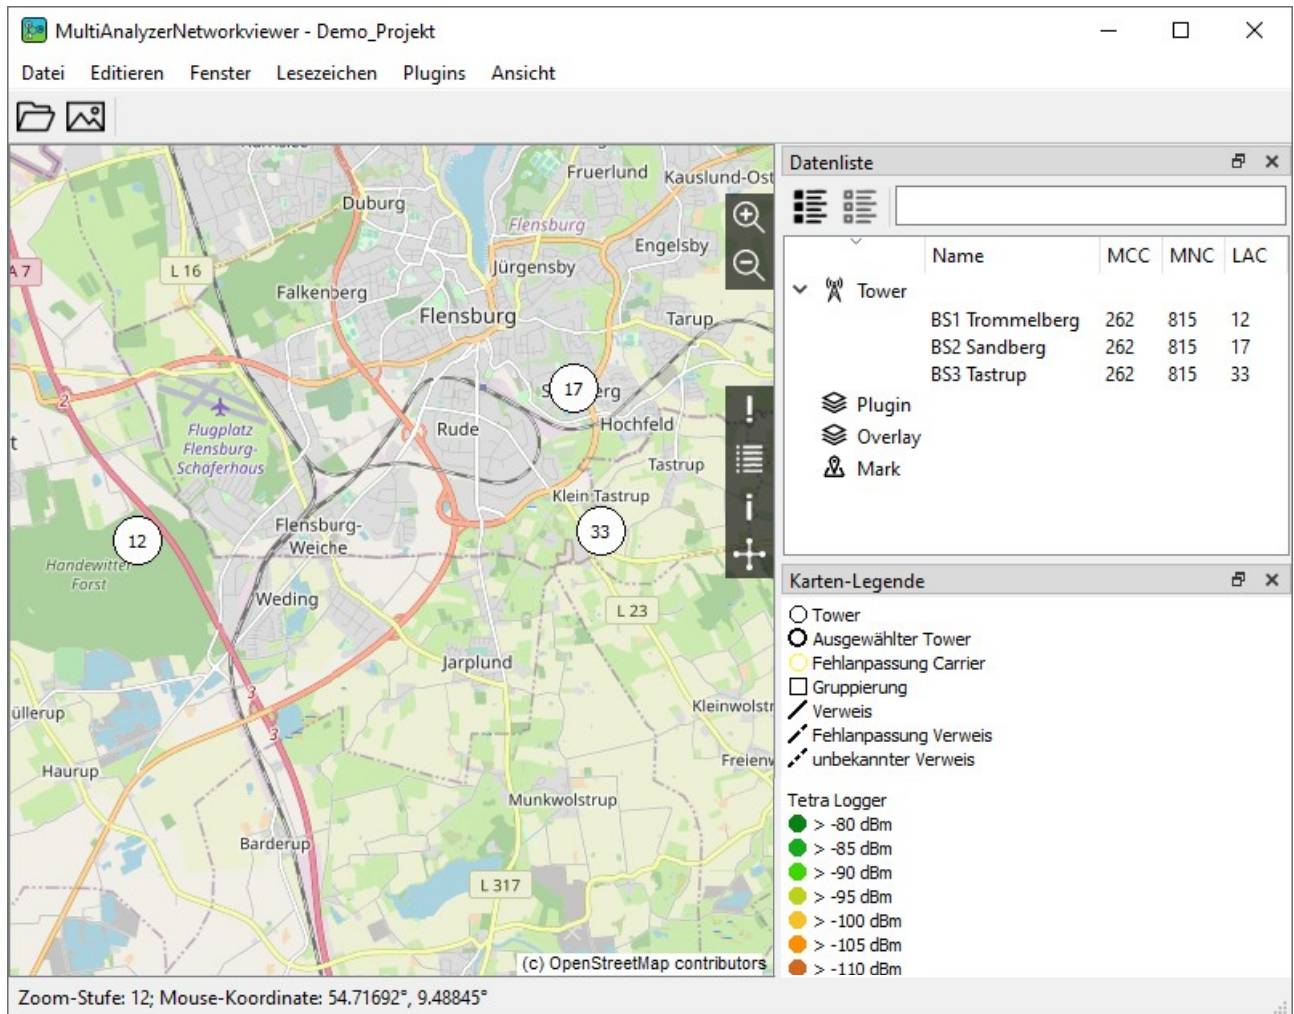 MultiAnalyzerNetworkviewer - Demo_Projekt
Datei Editieren Fenster Lesezeichen Plugins Ansicht
Fruerlund
Kauslund-Ost
Duburg
Flensburg
Engelsby
A 7
L 16
Jürgensby
Falkenberg
Flensburg
Tarup
17
2
Rude
Hochfeld
Flugplatz
Flensburg-
Schäferhaus
Tastrup
Klein Tastrup
Flensburg-
Weiche
33
12
Handewitter
Forst
Weding
L 23
Jarplund
3
Kleinwolstr
üllerup
3
Freienw
Haurup
Munkwolstrup
Barderup
L 317
(c) OpenStreetMap contributors
Datenliste
Name MCC MNC LAC
Tower
BS1 Trommelberg 262 815 12
BS2 Sandberg 262 815 17
BS3 Tastrup 262 815 33
Plugin
Overlay
Mark
Karten-Legende
Tower
Ausgewählter Tower
Fehlanpassung Carrier
Gruppierung
Verweis
Fehlanpassung Verweis
unbekannter Verweis
Tetra Logger
> -80 dBm
> -85 dBm
> -90 dBm
> -95 dBm
> -100 dBm
> -105 dBm
> -110 dBm
Zoom-Stufe: 12; Mouse-Koordinate: 54.71692°, 9.48845°